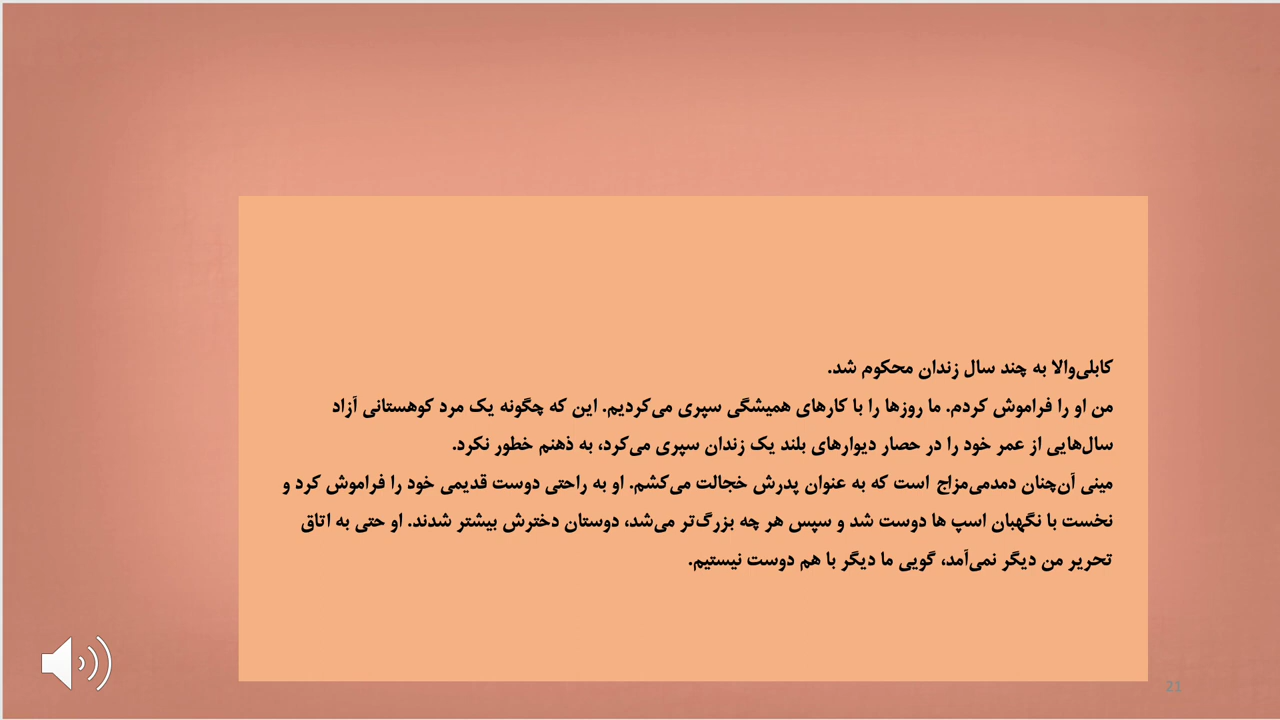 کابلی‌والا به چند سال زندان محکوم شد.
من او را فراموش کردم. ما روزها را با کارهای همیشگی سپری می‌کردیم. این که چگونه یک مرد کوهستانی آزاد
سال‌هایی از عمر خود را در حصار دیوارهای بلند یک زندان سپری می‌کرد، به ذهنم خطور نکرد.
مینی آن‌چنان دمدمی‌مزاج است که به عنوان پدرش خجالت می‌کشم. او به راحتی دوست قدیمی خود را فراموش کرد و
نخست با نگهبان اسپ ها دوست شد و سپس هر چه بزرگ‌تر می‌شد، دوستان دخترش بیشتر شدند. او حتی به اتاق
تحریر من دیگر نمی‌آمد، گویی ما دیگر با هم دوست نیستیم.
21